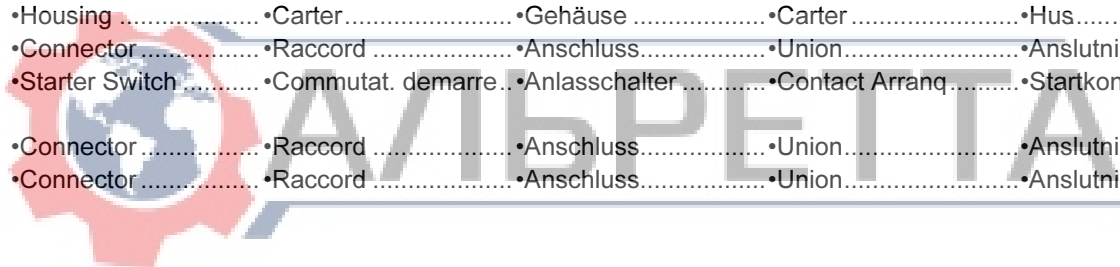 •Housing .................... •Carter........................ •Gehäuse ................... •Carter ....................... •Hus......
•Connector ................. •Raccord .................... •Anschluss.................. •Union......................... •Anslutni
•Starter Switch ........... •Commutat. demarre.. •Anlasschalter............ •Contact Arranq .......... •Startkon
•Connector ................. •Raccord .................... •Anschluss.................. •Union......................... •Anslutni
•Connector ................. •Raccord .................... •Anschluss.................. •Union......................... •Anslutni
АЛЬРЕТТА